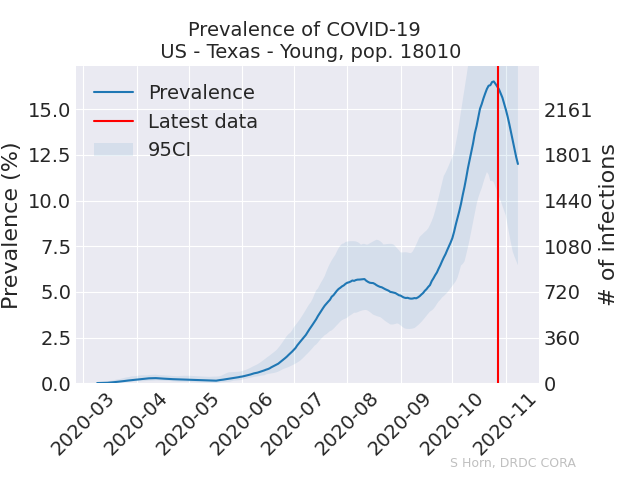 Prevalence of COVID-19
US - Texas - Young, pop. 18010
Prevalence
Latest data
95CI
Prevalence (%)
15.0
12.5
10.0
7.5
5.0
2.5
0.0
2161
1801
1440
1080
720
360
0
# of infections
2020-03
2020-04
2020-05
2020-06
2020-07
2020-08
2020-09
2020-10
2020-11
S Horn, DRDC CORA